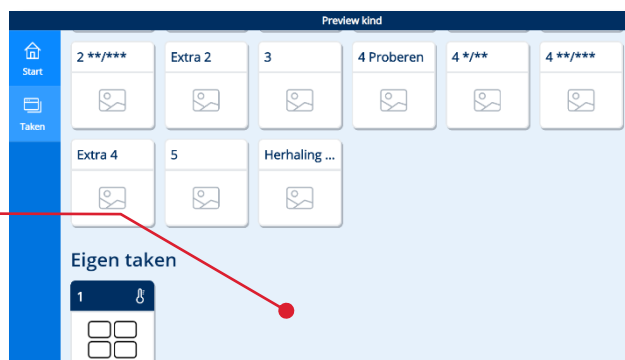 Preview kind
Start
Taken
2 **/***
Extra 2
3
4 Proberen
4 */**
4 **/***
Extra 4
5
Herhaling ...
Eigen taken
1